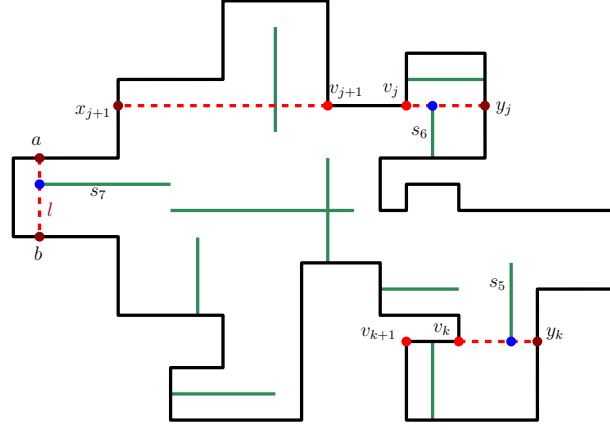 v_{j+1}
v_j
x_{j+1}
y_j
s_6
a
s_7
l
b
s_5
v_{k+1}
v_k
y_k